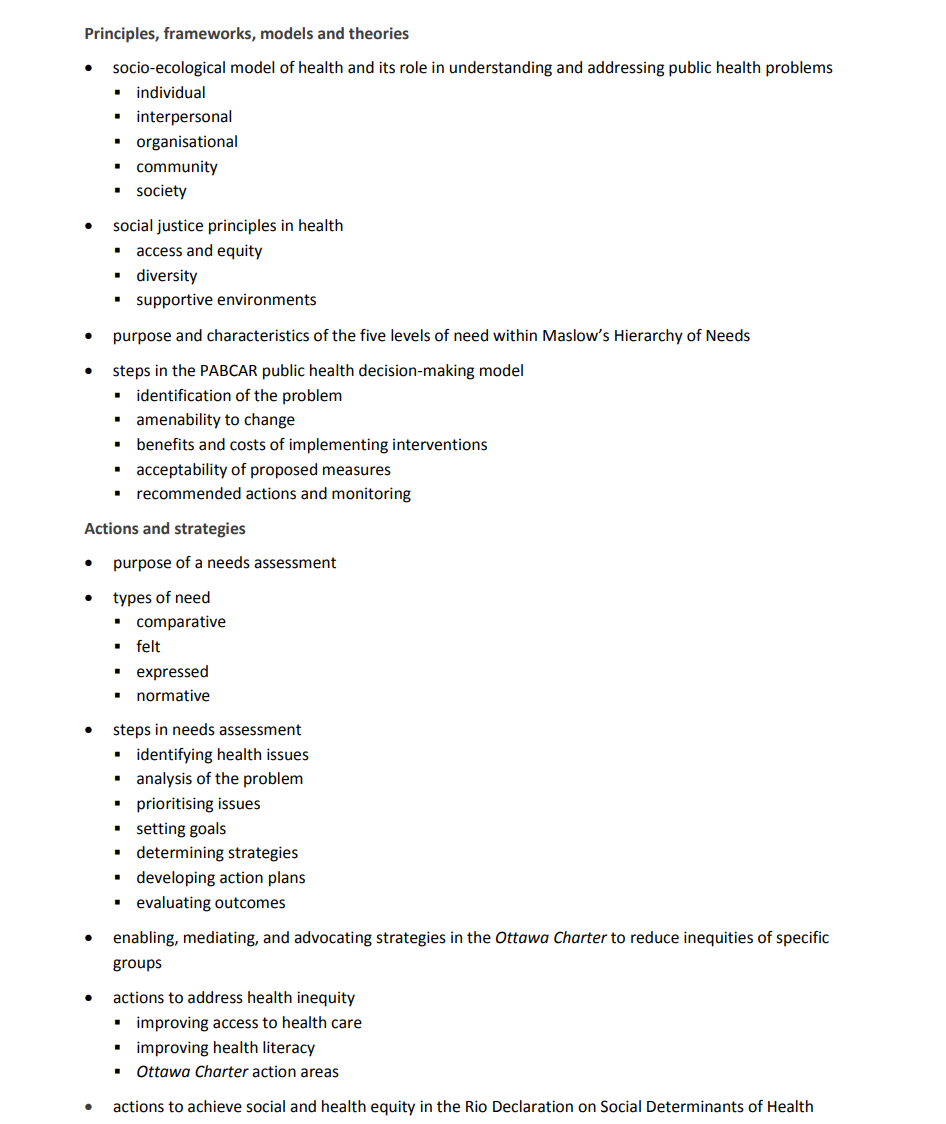 Principles, frameworks, models and theories
• socio-ecological model of health and its role in understanding and addressing public health problems
▪ individual
▪ interpersonal
▪ organisational
▪ community
▪ society
• social justice principles in health
▪ access and equity
▪ diversity
▪ supportive environments
• purpose and characteristics of the five levels of need within Maslow’s Hierarchy of Needs
• steps in the PABCAR public health decision-making model
▪ identification of the problem
▪ amenability to change
▪ benefits and costs of implementing interventions
▪ acceptability of proposed measures
▪ recommended actions and monitoring
Actions and strategies
• purpose of a needs assessment
• types of need
▪ comparative
▪ felt
▪ expressed
▪ normative
• steps in needs assessment
▪ identifying health issues
▪ analysis of the problem
▪ prioritising issues
▪ setting goals
▪ determining strategies
▪ developing action plans
▪ evaluating outcomes
• enabling, mediating, and advocating strategies in the Ottawa Charter to reduce inequities of specific
groups
• actions to address health inequity
▪ improving access to health care
▪ improving health literacy
▪ Ottawa Charter action areas
• actions to achieve social and health equity in the Rio Declaration on Social Determinants of Health